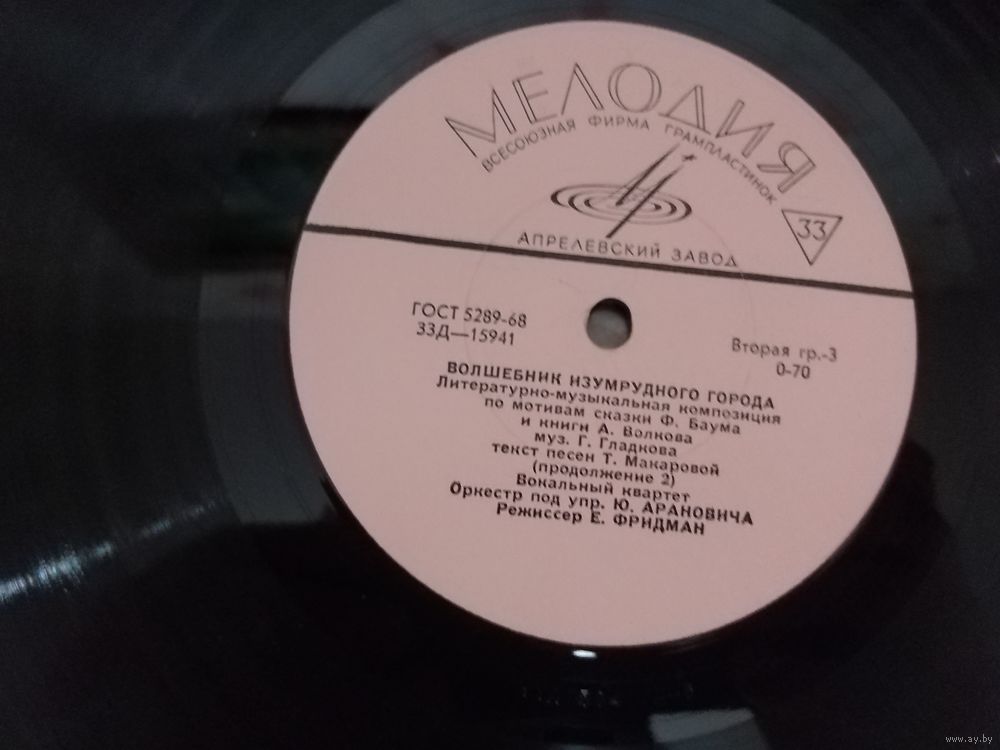 МЕЛОДИЯ
ВСЕСОЮЗНАЯ ФИРМА ГРАМПЛАСТИНОК
33
АПРЕЛЕВСКИЙ ЗАВОД
ГОСТ 5289-68
33Д—15941
Вторая гр.-3
0-70
ВОЛШЕБНИК ИЗУМРУДНОГО ГОРОДА
Литературно-музыкальная композиция
по мотивам сказки Ф. Баума
и книги А. Волкова
муз. Г. Гладкова
текст песен Т. Макаровой
(продолжение 2)
Вокальный квартет
Оркестр под упр. Ю. АРАНОВИЧА
Режиссер Е. ФРИДМАН
www.ay.by